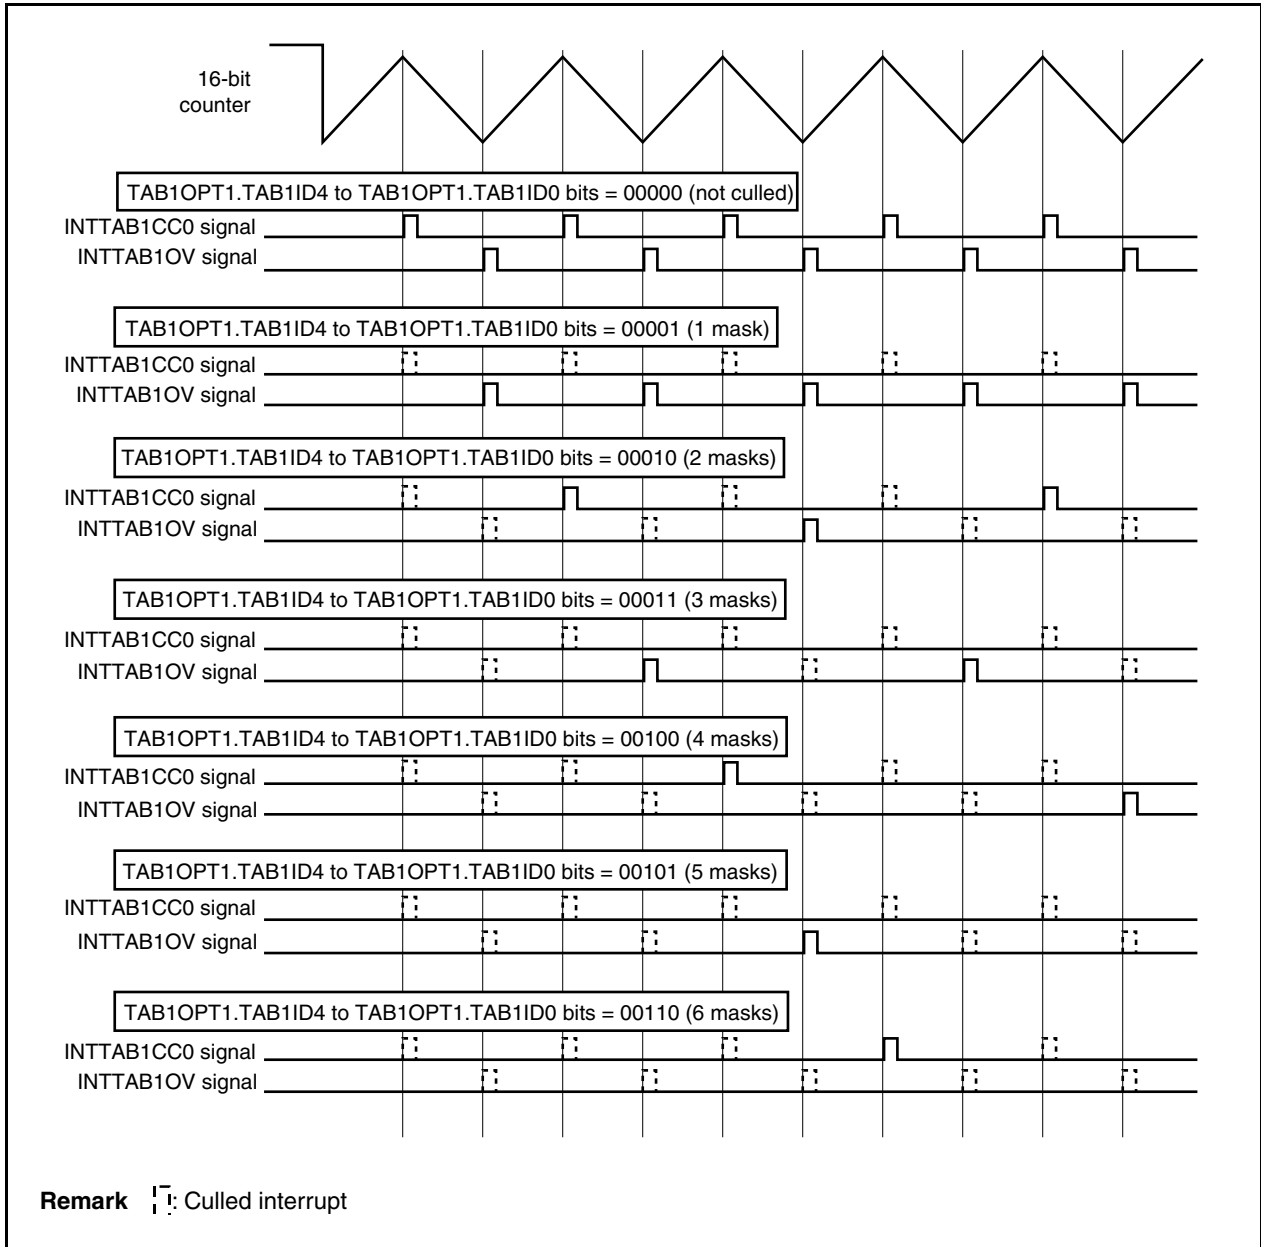 16-bit
counter
TAB1OPT1.TAB1ID4 to TAB1OPT1.TAB1ID0 bits = 00000 (not culled)
INTTAB1CC0 signal
INTTAB1OV signal
TAB1OPT1.TAB1ID4 to TAB1OPT1.TAB1ID0 bits = 00001 (1 mask)
INTTAB1CC0 signal
INTTAB1OV signal
TAB1OPT1.TAB1ID4 to TAB1OPT1.TAB1ID0 bits = 00010 (2 masks)
INTTAB1CC0 signal
INTTAB1OV signal
TAB1OPT1.TAB1ID4 to TAB1OPT1.TAB1ID0 bits = 00011 (3 masks)
INTTAB1CC0 signal
INTTAB1OV signal
TAB1OPT1.TAB1ID4 to TAB1OPT1.TAB1ID0 bits = 00100 (4 masks)
INTTAB1CC0 signal
INTTAB1OV signal
TAB1OPT1.TAB1ID4 to TAB1OPT1.TAB1ID0 bits = 00101 (5 masks)
INTTAB1CC0 signal
INTTAB1OV signal
TAB1OPT1.TAB1ID4 to TAB1OPT1.TAB1ID0 bits = 00110 (6 masks)
INTTAB1CC0 signal
INTTAB1OV signal
Remark : Culled interrupt